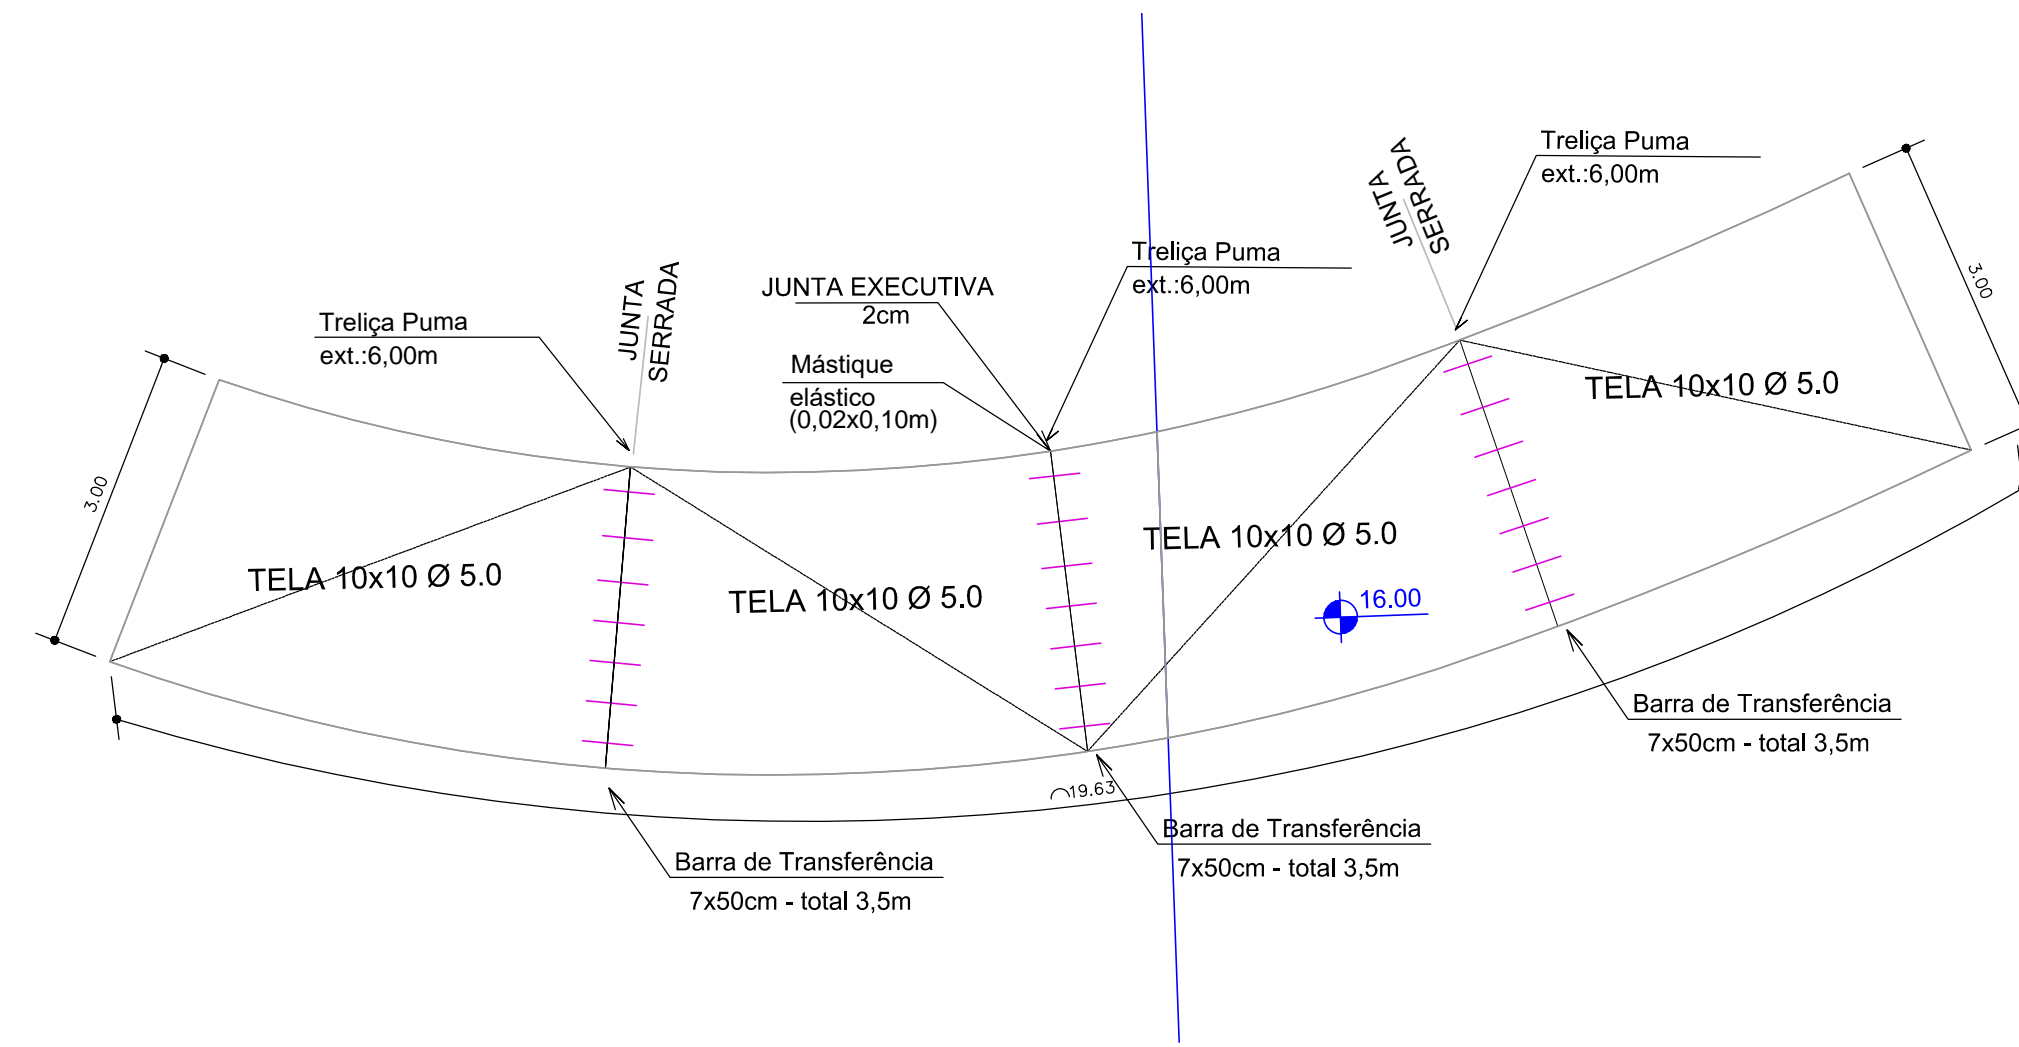 Treliça Puma
ext.:6,00m
JUNTA
SERRADA
JUNTA
SERRADA
Treliça Puma
ext.:6,00m
Treliça Puma
ext.:6,00m
JUNTA EXECUTIVA
2cm
Mástique
elástico
(0,02x0,10m)
3.00
3.00
TELA 10x10 Ø 5.0
TELA 10x10 Ø 5.0
TELA 10x10 Ø 5.0
TELA 10x10 Ø 5.0
16.00
19.63
Barra de Transferência
7x50cm - total 3,5m
Barra de Transferência
7x50cm - total 3,5m
Barra de Transferência
7x50cm - total 3,5m